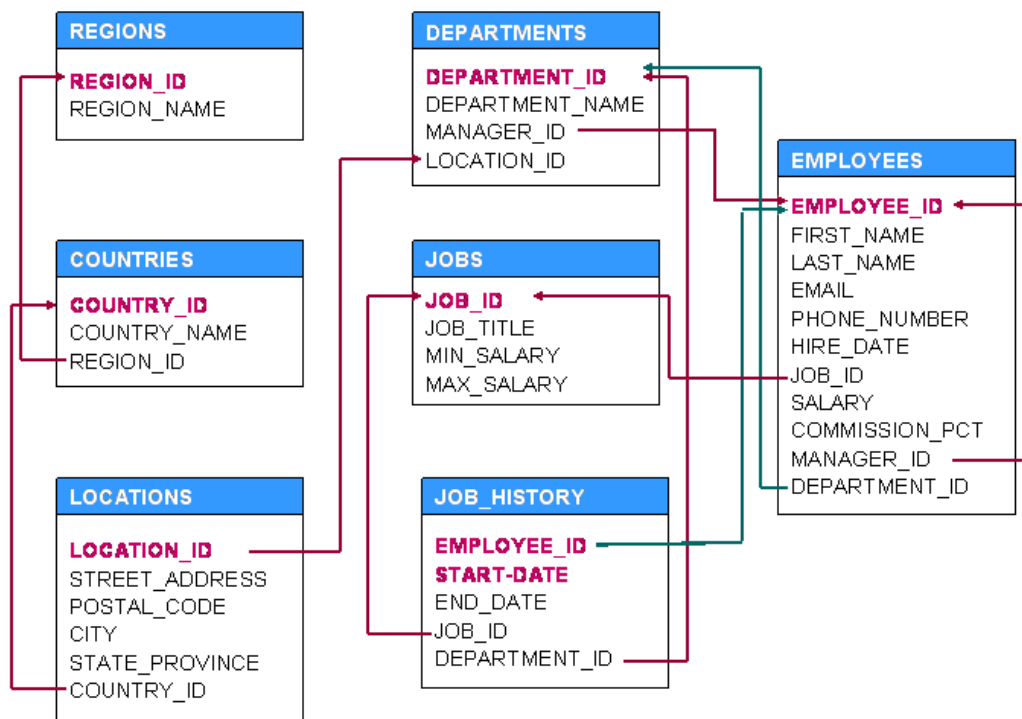 REGIONS
REGION_ID
REGION_NAME
DEPARTMENTS
DEPARTMENT_ID
DEPARTMENT_NAME
MANAGER_ID
LOCATION_ID
EMPLOYEES
EMPLOYEE_ID
FIRST_NAME
LAST_NAME
EMAIL
PHONE_NUMBER
HIRE_DATE
JOB_ID
SALARY
COMMISSION_PCT
MANAGER_ID
DEPARTMENT_ID
COUNTRIES
COUNTRY_ID
COUNTRY_NAME
REGION_ID
JOBS
JOB_ID
JOB_TITLE
MIN_SALARY
MAX_SALARY
LOCATIONS
LOCATION_ID
STREET_ADDRESS
POSTAL_CODE
CITY
STATE_PROVINCE
COUNTRY_ID
JOB_HISTORY
EMPLOYEE_ID
START-DATE
END_DATE
JOB_ID
DEPARTMENT_ID